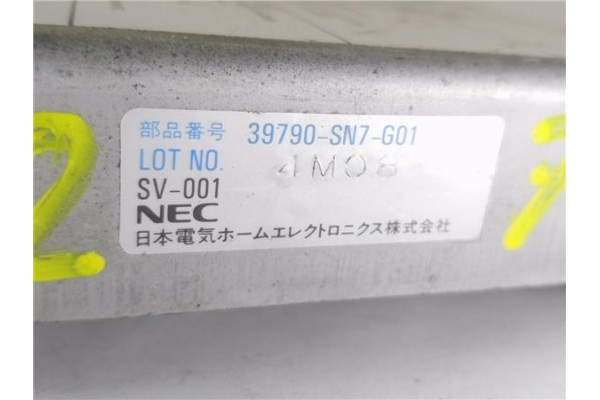 部品番号 39790-SN7-G01
LOT NO. 4M08
SV-001
NEC
日本電気ホームエレクトロニクス株式会社
2